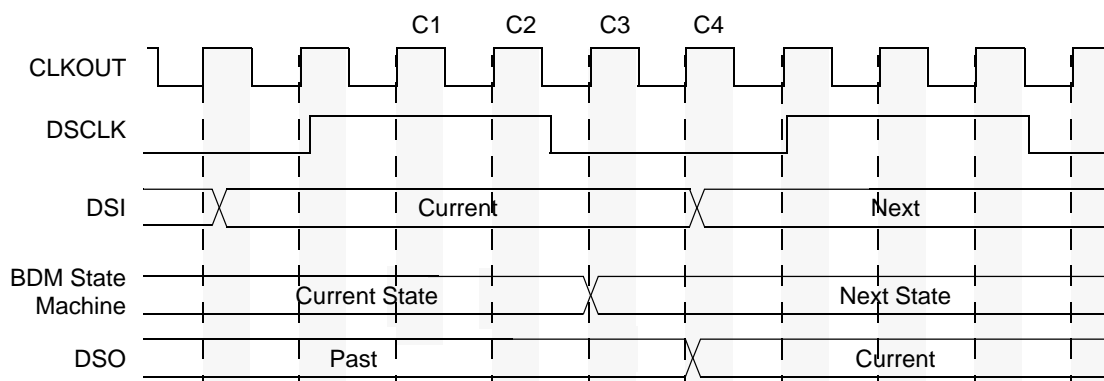 C1 C2 C3 C4
CLKOUT
DSCLK
DSI Current Next
BDM State
Machine Current State Next State
DSO Past Current